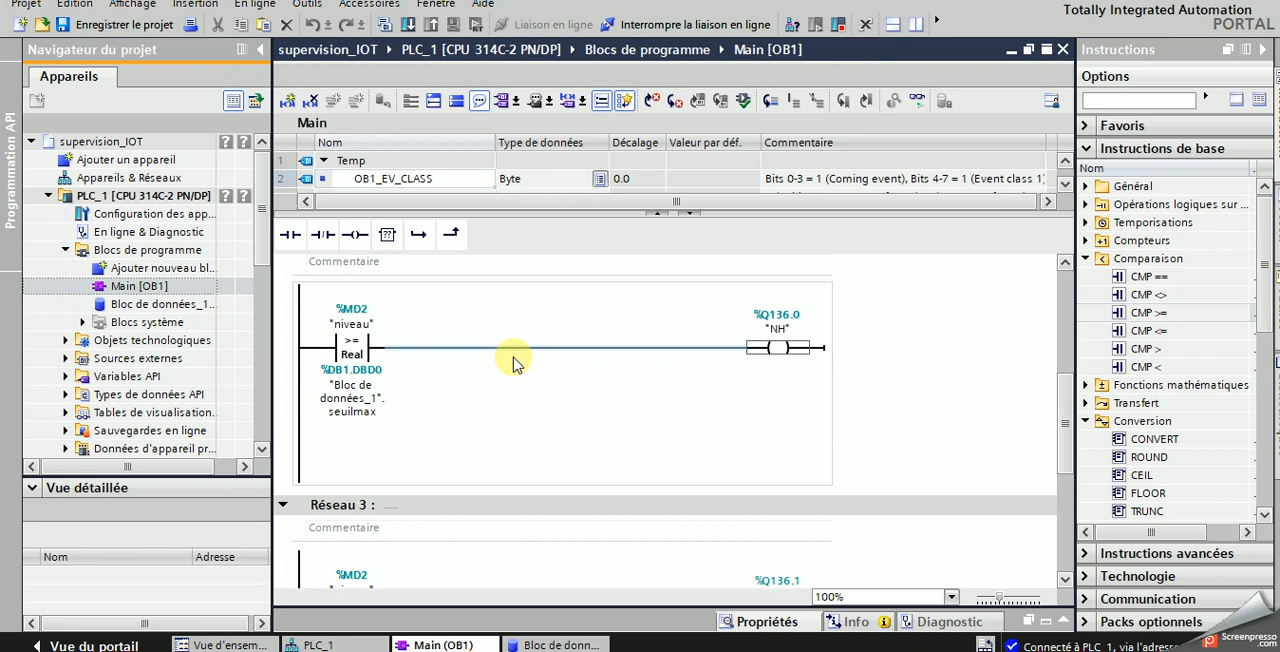 Projet Edition Affichage Insertion En ligne Outils Accessoires Fenêtre Aide
Totally Integrated Automation
PORTAL
Enregistrer le projet
Liaison en ligne
Interrompre la liaison en ligne
Navigateur du projet
supervision_IOT PLC_1 [CPU 314C-2 PN/DP] Blocs de programme Main [OB1]
Instructions
Appareils
Options
Programmation API
supervision_IOT
Ajouter un appareil
Appareils & Réseaux
PLC_1 [CPU 314C-2 PN/DP]
Configuration des app...
En ligne & Diagnostic
Blocs de programme
Ajouter nouveau bl...
Main [OB1]
Bloc de données_1...
Blocs système
Objets technologiques
Sources externes
Variables API
Types de données API
Tables de visualisation...
Sauvegardes en ligne
Données d'appareil pr...
Vue détaillée
Nom Adresse
Main
Nom Type de données Décalage Valeur par déf. Commentaire
1 Temp
2 OB1_EV_CLASS Byte 0.0 Bits 0-3 = 1 (Coming event), Bits 4-7 = 1 (Event class 1)
Commentaire
%MD2
"niveau"
>=
Real
%DB1.DBD0
"Bloc de
données_1".
seuilmax
%Q136.0
"NH"
Réseau 3 : .....
Commentaire
%MD2
%Q136.1
100%
Propriétés Info Diagnostic
Favoris
Instructions de base
Nom
Général
Opérations logiques sur ...
Temporisations
Compteurs
Comparaison
CMP ==
CMP <>
CMP >=
CMP <=
CMP >
CMP <
Fonctions mathématiques
Transfert
Conversion
CONVERT
ROUND
CEIL
FLOOR
TRUNC
Instructions avancées
Technologie
Communication
Packs optionnels
Vue du portail
Vue d'ensem...
PLC_1
Main (OB1)
Bloc de donn...
Connecté à PLC_1, via l'adresse
Screenpresso
.com